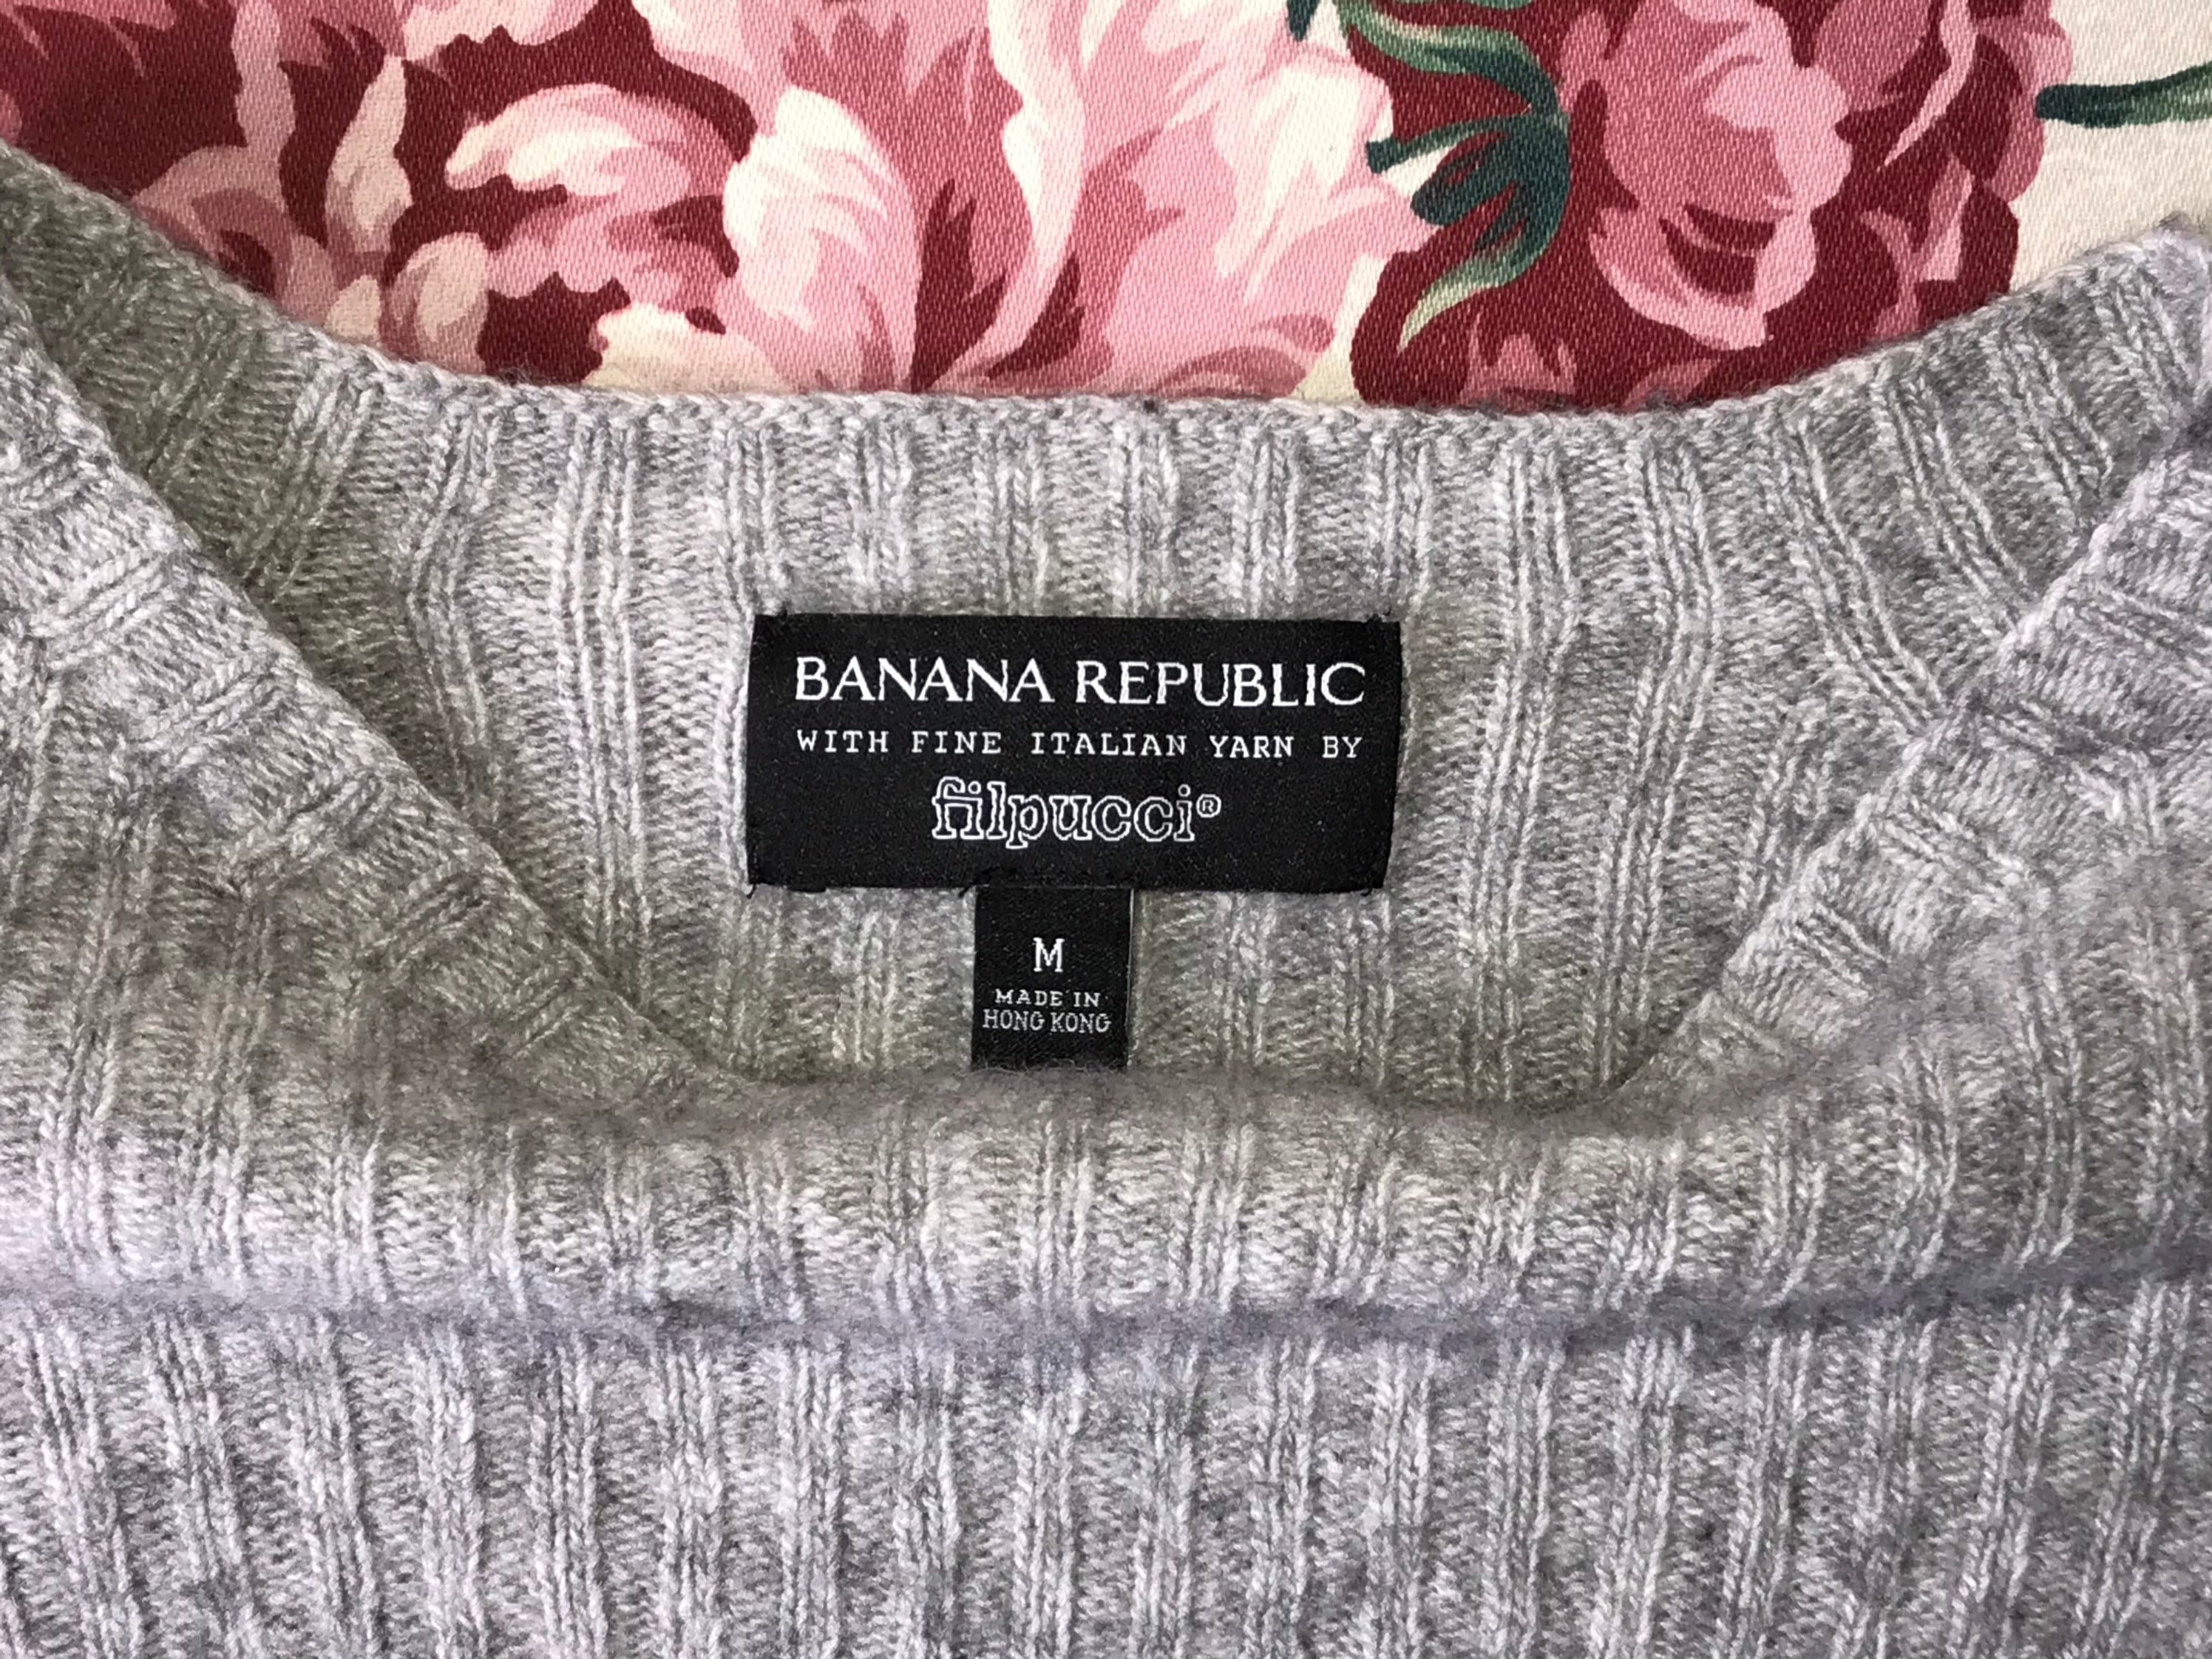 BANANA REPUBLIC
WITH FINE ITALIAN YARN BY
filpucci®
M
MADE IN
HONG KONG